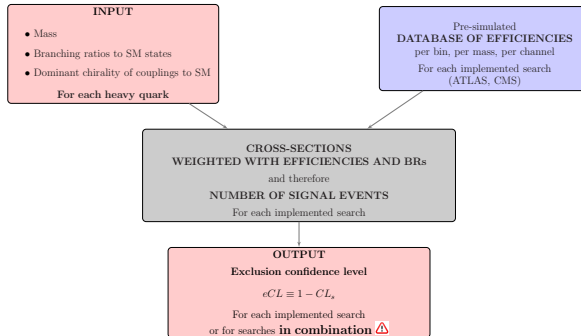 INPUT
• Mass
• Branching ratios to SM states
• Dominant chirality of couplings to SM
For each heavy quark
Pre-simulated
DATABASE OF EFFICIENCIES
per bin, per mass, per channel
For each implemented search
(ATLAS, CMS)
CROSS-SECTIONS
WEIGHTED WITH EFFICIENCIES AND BRs
and therefore
NUMBER OF SIGNAL EVENTS
For each implemented search
OUTPUT
Exclusion confidence level
eCL ≡ 1 − CLₛ
For each implemented search
or for searches in combination ⚠